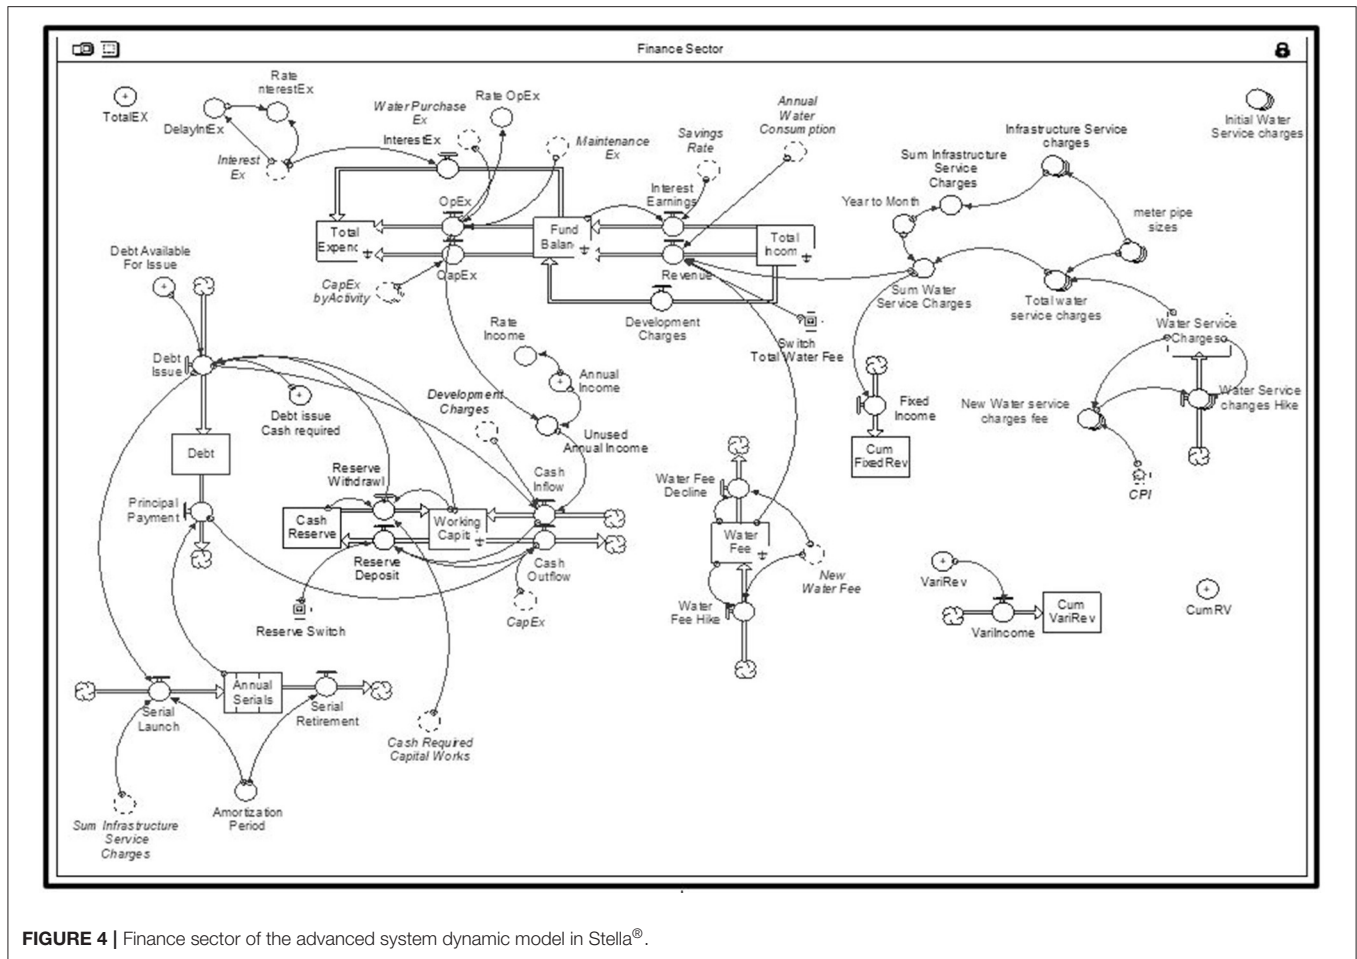 Finance Sector
TotalEX
Rate
nterestEx
DelayIntEx
Interest
Ex
Water Purchase
Ex
InterestEx
Rate OpEx
Maintenance
Ex
Savings
Rate
Annual
Water
Consumption
Infrastructure Service
charges
Initial Water
Service charges
Sum Infrastructure
Service
Charges
Year to Month
meter pipe
sizes
OpEx
Interest
Earnings
Total
Expenc
Fund
Balan
Total
Incom
CapEx
Revenue
CapEx
byActivity
Debt Available
For Issue
Sum Water
Service Charges
Total water
service charges
Development
Charges
Rate
Income
Switch
Total Water Fee
Water Service
Charges
Debt
Issue
Annual
Income
Development
Charges
Debt issue
Cash required
Fixed
Income
New Water service
charges fee
Water Service
changes Hike
Unused
Annual Income
Debt
Cum
FixedRev
Reserve
Withdrawl
Cash
Inflow
Water Fee
Decline
CPI
Principal
Payment
Cash
Reserve
Working
Capit
Water
Fee
Reserve
Deposit
Cash
Outflow
New
Water Fee
VariRev
CumRV
Reserve Switch
CapEx
Water
Fee Hike
VariIncome
Cum
VariRev
Annual
Serials
Serial
Launch
Serial
Retirement
Cash Required
Capital Works
Amortization
Period
Sum Infrastructure
Service
Charges
FIGURE 4 | Finance sector of the advanced system dynamic model in Stella®.